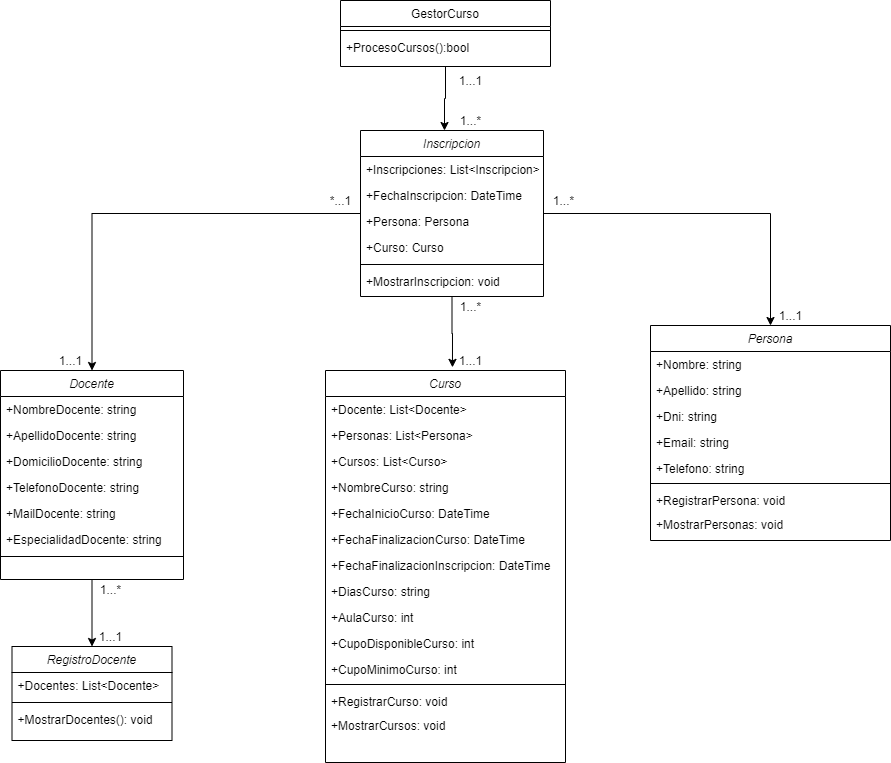 GestorCurso
+ProcesoCursos():bool
1...1
1...*
Inscripcion
+Inscripciones: List<Inscripcion>
+FechaInscripcion: DateTime
+Persona: Persona
+Curso: Curso
+MostrarInscripcion: void
*...1
1...*
1...*
1...1
1...1
1...1
Docente
+NombreDocente: string
+ApellidoDocente: string
+DomicilioDocente: string
+TelefonoDocente: string
+MailDocente: string
+EspecialidadDocente: string
1...*
1...1
RegistroDocente
+Docentes: List<Docente>
+MostrarDocentes(): void
Curso
+Docente: List<Docente>
+Personas: List<Persona>
+Cursos: List<Curso>
+NombreCurso: string
+FechaInicioCurso: DateTime
+FechaFinalizacionCurso: DateTime
+FechaFinalizacionInscripcion: DateTime
+DiasCurso: string
+AulaCurso: int
+CupoDisponibleCurso: int
+CupoMinimoCurso: int
+RegistrarCurso: void
+MostrarCursos: void
Persona
+Nombre: string
+Apellido: string
+Dni: string
+Email: string
+Telefono: string
+RegistrarPersona: void
+MostrarPersonas: void